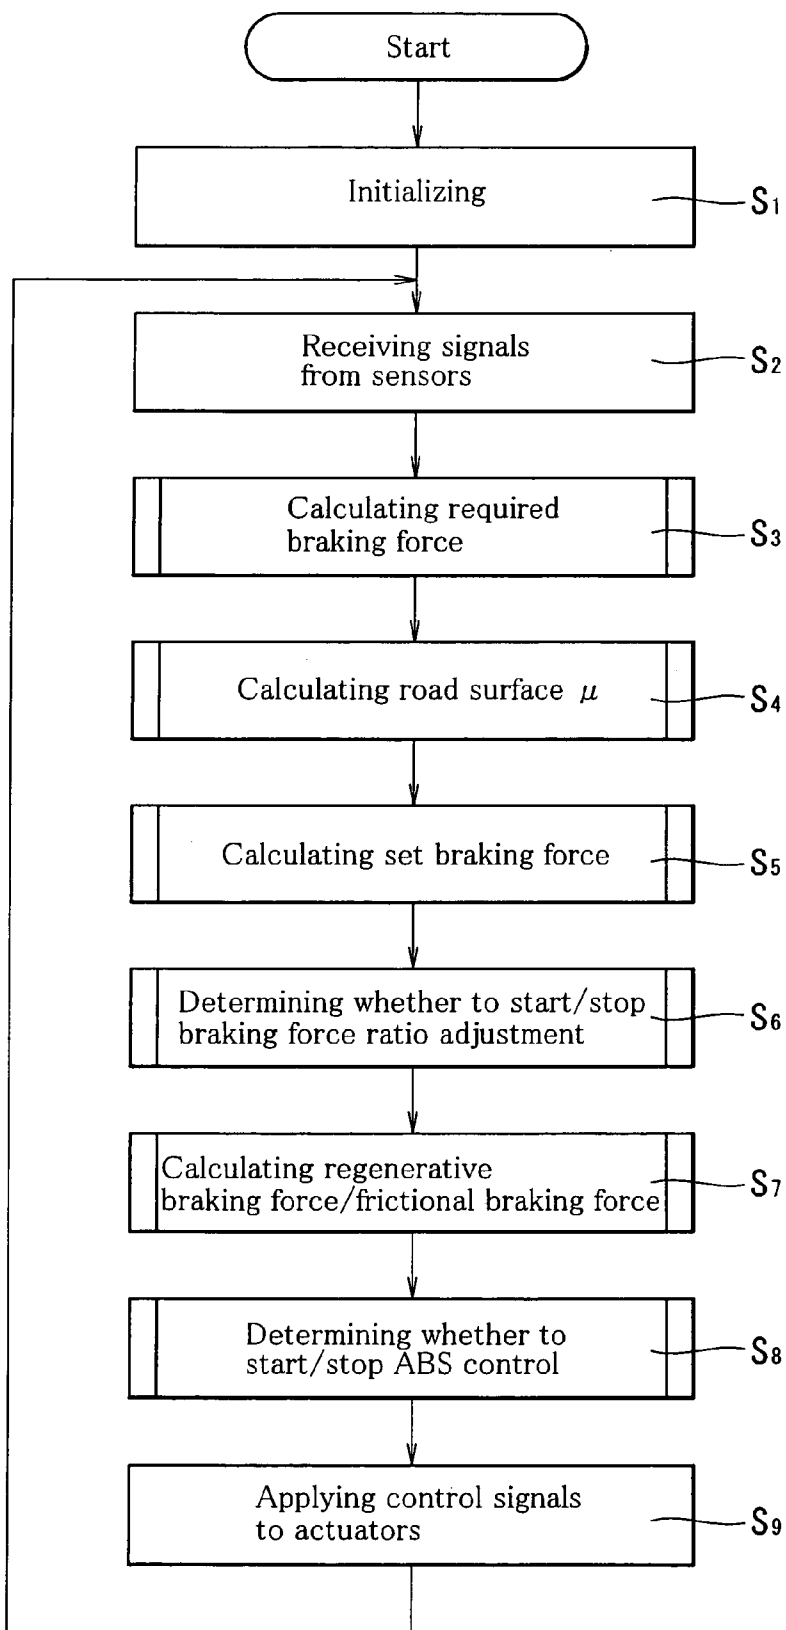 Start
Initializing
S1
Receiving signals
from sensors
S2
Calculating required
braking force
S3
Calculating road surface μ
S4
Calculating set braking force
S5
Determining whether to start/stop
braking force ratio adjustment
S6
Calculating regenerative
braking force/frictional braking force
S7
Determining whether to
start/stop ABS control
S8
Applying control signals
to actuators
S9